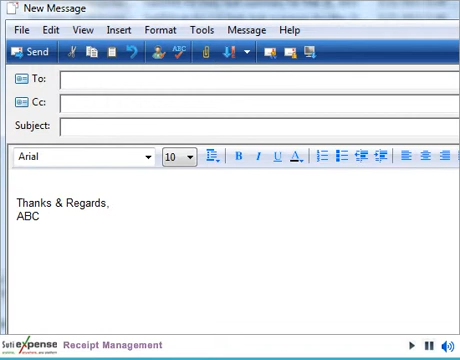 New Message
File Edit View Insert Format Tools Message Help
Send
To:
Cc:
Subject:
Arial 10 B I U A
Thanks & Regards,
ABC
Suti expense Receipt Management